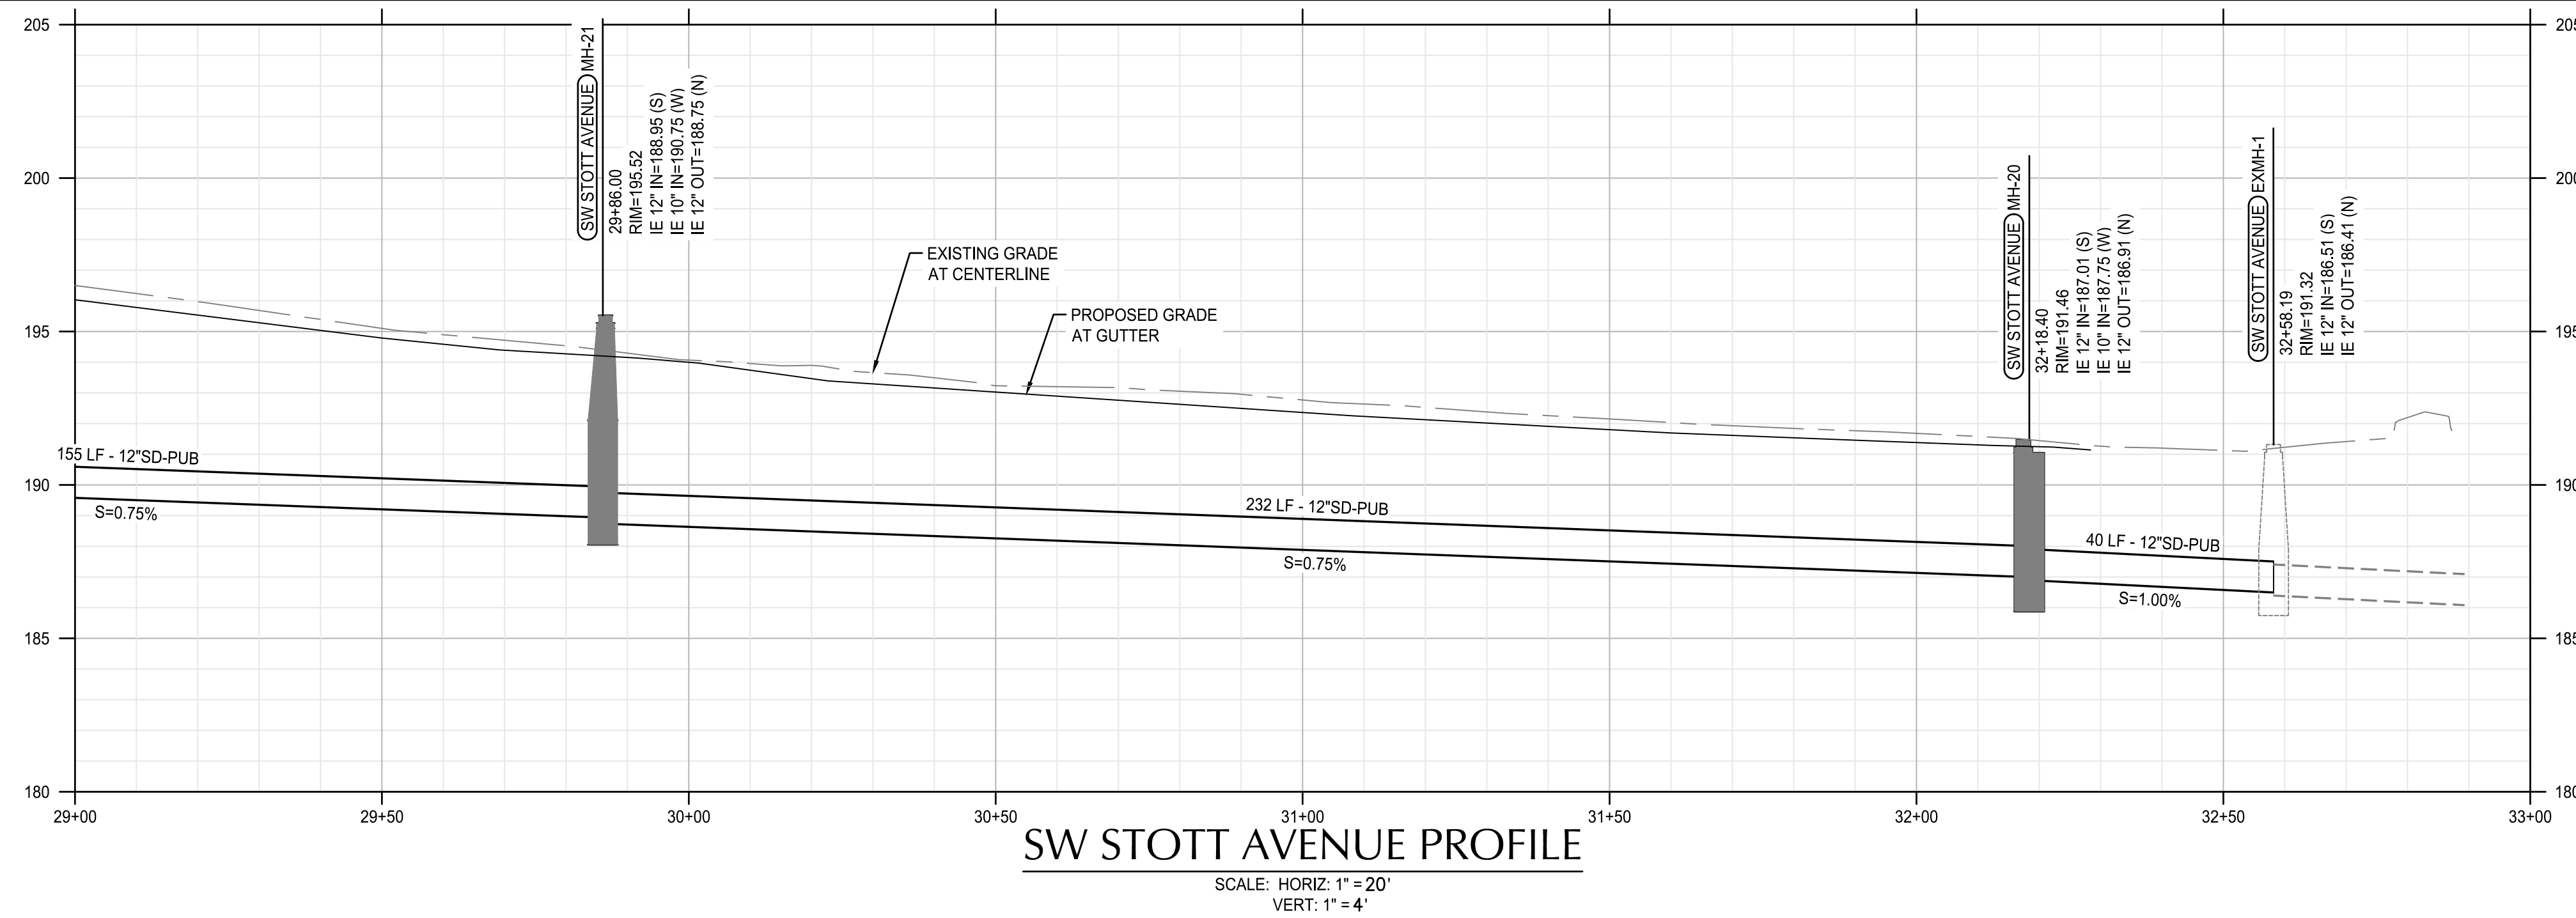 205
200
195
190
185
180
SW STOTT AVENUE MH-21
29+86.00
RIM=195.52
IE 12" IN=188.95 (S)
IE 10" IN=190.75 (W)
IE 12" OUT=188.75 (N)
EXISTING GRADE
AT CENTERLINE
PROPOSED GRADE
AT GUTTER
SW STOTT AVENUE MH-20
32+18.40
RIM=191.46
IE 12" IN=187.01 (S)
IE 10" IN=187.75 (W)
IE 12" OUT=186.91 (N)
SW STOTT AVENUE EXMH-1
32+58.19
RIM=191.32
IE 12" IN=186.51 (S)
IE 12" OUT=186.41 (N)
155 LF - 12"SD-PUB
S=0.75%
232 LF - 12"SD-PUB
S=0.75%
40 LF - 12"SD-PUB
S=1.00%
205
200
195
190
185
180
29+00 29+50 30+00 30+50 31+00 31+50 32+00 32+50 33+00
SW STOTT AVENUE PROFILE
SCALE: HORIZ: 1" = 20'
VERT: 1" = 4'